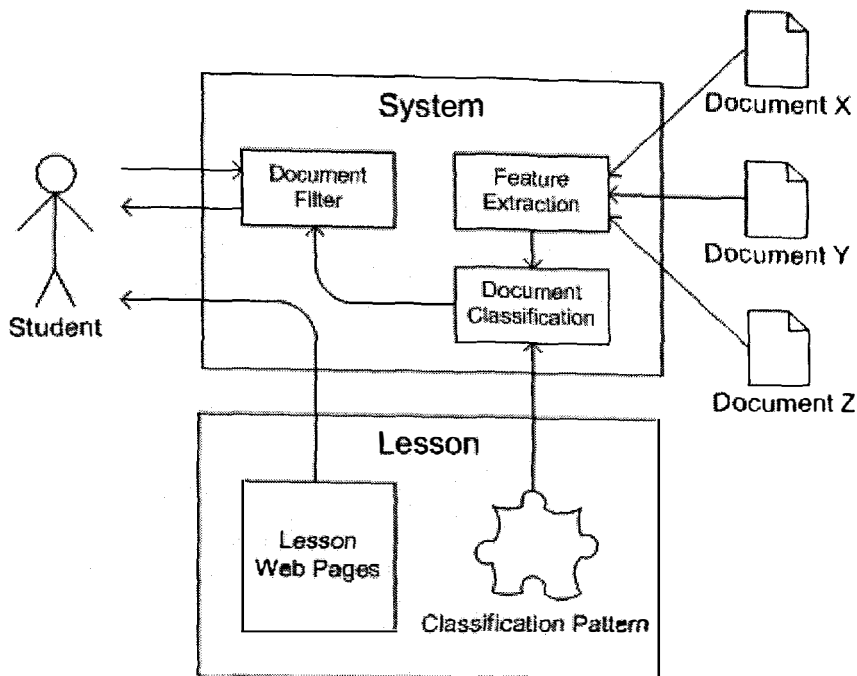 Document X
System
Document
Filter
Feature
Extraction
Document Y
Document
Classification
Student
Document Z
Lesson
Lesson
Web Pages
Classification Pattern